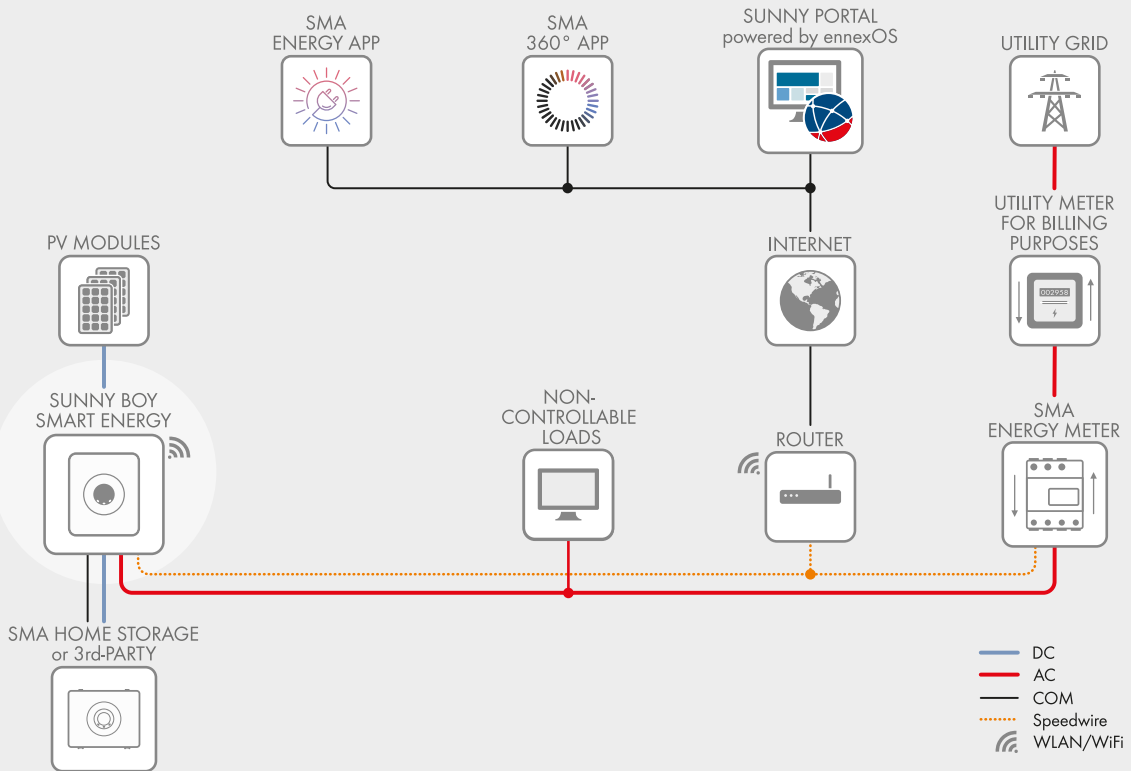 SMA
ENERGY APP
SMA
360° APP
SUNNY PORTAL
powered by ennexOS
UTILITY GRID
UTILITY METER
FOR BILLING
PURPOSES
002958
PV MODULES
INTERNET
SUNNY BOY
SMART ENERGY
NON-
CONTROLLABLE
LOADS
ROUTER
SMA
ENERGY METER
SMA HOME STORAGE
or 3rd-PARTY
DC
AC
COM
Speedwire
WLAN/WiFi